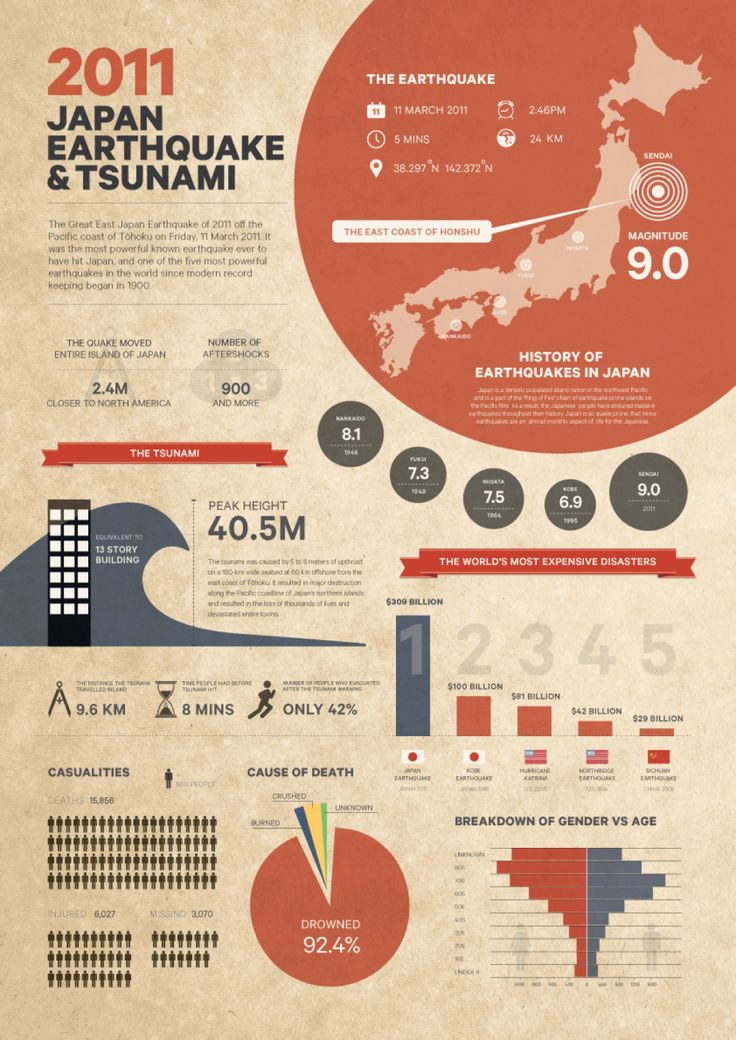 2011
JAPAN
EARTHQUAKE
& TSUNAMI
The Great East Japan Earthquake of 2011 off the
Pacific coast of Tōhoku on Friday, 11 March 2011. It
was the most powerful known earthquake ever to
have hit Japan, and one of the five most powerful
earthquakes in the world since modern record
keeping began in 1900.
THE QUAKE MOVED
ENTIRE ISLAND OF JAPAN
2.4M
CLOSER TO NORTH AMERICA
NUMBER OF
AFTERSHOCKS
900
AND MORE
THE EARTHQUAKE
11
11 MARCH 2011
2:46PM
5 MINS
24 KM
38.297°N 142.372°N
SENDAI
THE EAST COAST OF HONSHU
MAGNITUDE
9.0
NIIGATA
FUKUI
KOBE
NANKAIDO
HISTORY OF
EARTHQUAKES IN JAPAN
Japan is a densely populated island nation in the northwest Pacific
and is a part of the "Ring of Fire" chain of earthquake prone islands on
the Pacific Rim. As a result, the Japanese people have endured massive
earthquakes throughout their history. Japan is so quake prone, that minor
earthquakes are an almost monthly aspect of life for the Japanese.
NANKAIDO
8.1
1946
FUKUI
7.3
1948
NIIGATA
7.5
1964
KOBE
6.9
1995
SENDAI
9.0
2011
THE TSUNAMI
EQUIVALENT TO
13 STORY
BUILDING
PEAK HEIGHT
40.5M
The tsunami was caused by 5 to 8 meters of upthrust
on a 180-km wide seabed at 60 km offshore from the
east coast of Tōhoku. It resulted in major destruction
along the Pacific coastline of Japan's northern islands
and resulted in the loss of thousands of lives and
devastated entire towns.
THE DISTANCE THE TSUNAMI
TRAVELLED INLAND
9.6 KM
TIME PEOPLE HAD BEFORE
TSUNAMI HIT
8 MINS
NUMBER OF PEOPLE WHO EVACUATED
AFTER THE TSUNAMI WARNING
ONLY 42%
THE WORLD'S MOST EXPENSIVE DISASTERS
1 2 3 4 5
$309 BILLION
$100 BILLION
$81 BILLION
$42 BILLION
$29 BILLION
JAPAN
EARTHQUAKE
JAPAN 2011
KOBE
EARTHQUAKE
JAPAN 1995
HURRICANE
KATRINA
U.S. 2005
NORTHRIDGE
EARTHQUAKE
U.S. 1994
SICHUAN
EARTHQUAKE
CHINA 2008
CASUALITIES
500 PEOPLE
DEATHS 15,856
INJURED 6,027
MISSING 3,070
CAUSE OF DEATH
CRUSHED
UNKNOWN
BURNED
DROWNED
92.4%
BREAKDOWN OF GENDER VS AGE
UNKNOWN
80S
70S
60S
50S
40S
30S
20S
10S
UNDER 9
0